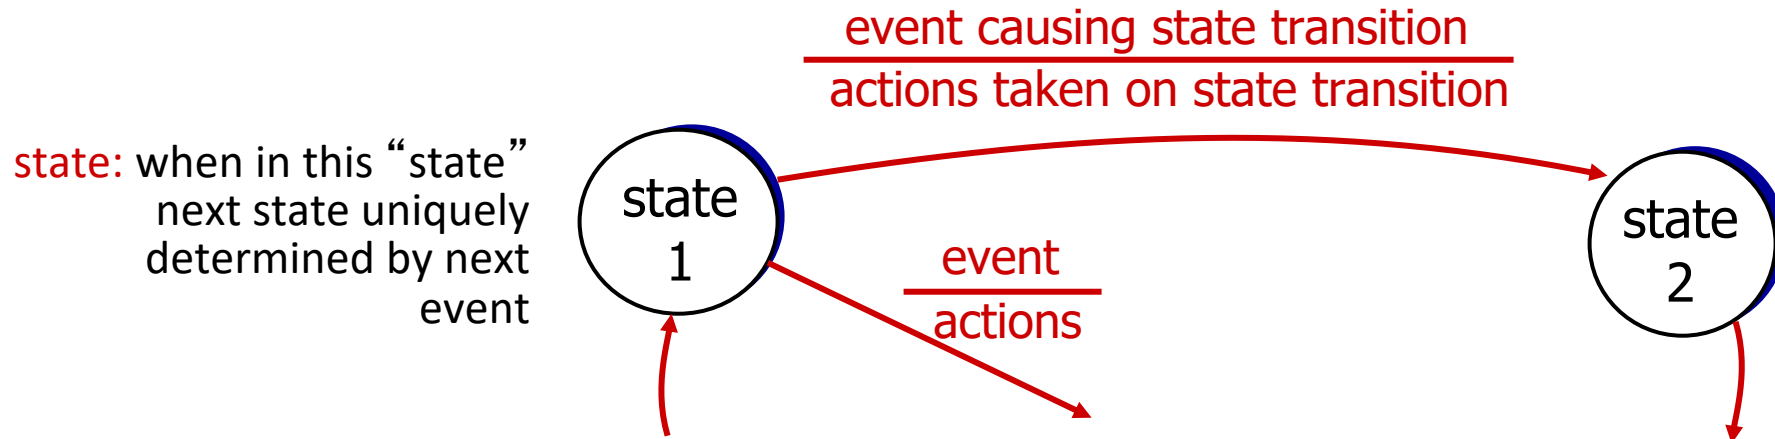 event causing state transition
actions taken on state transition
state: when in this “state”
next state uniquely
determined by next
event
state
1
event
actions
state
2